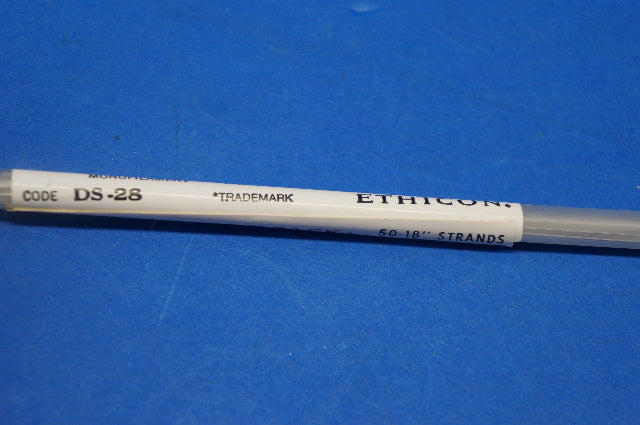 CODE DS-28 *TRADEMARK ETHICON.
50-18" STRANDS